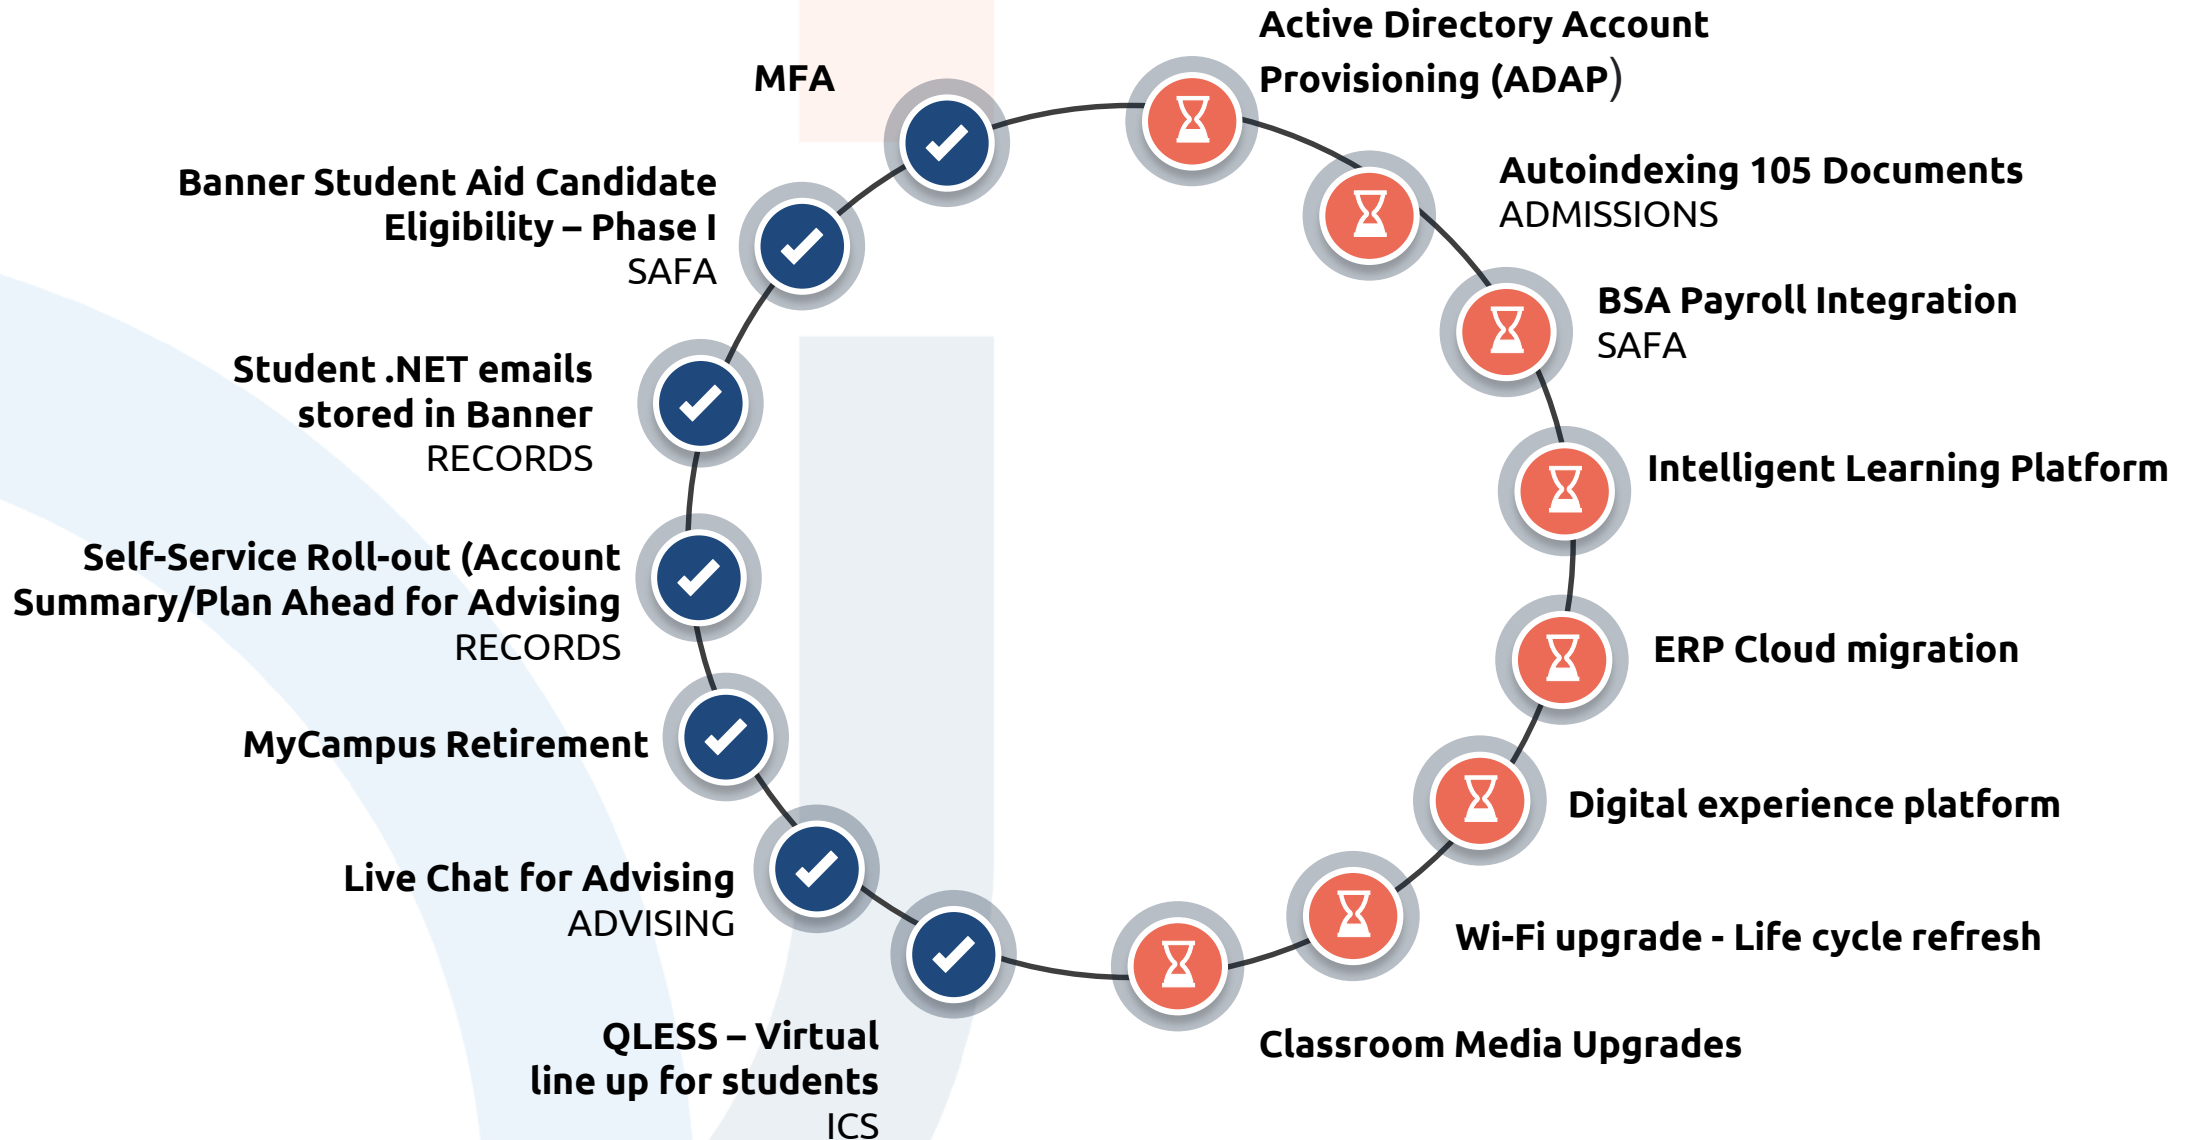 MFA
Banner Student Aid Candidate
Eligibility – Phase I
SAFA
Student .NET emails
stored in Banner
RECORDS
Self-Service Roll-out (Account
Summary/Plan Ahead for Advising
RECORDS
MyCampus Retirement
Live Chat for Advising
ADVISING
QLESS – Virtual
line up for students
ICS
Active Directory Account
Provisioning (ADAP)
Autoindexing 105 Documents
ADMISSIONS
BSA Payroll Integration
SAFA
Intelligent Learning Platform
ERP Cloud migration
Digital experience platform
Wi-Fi upgrade - Life cycle refresh
Classroom Media Upgrades